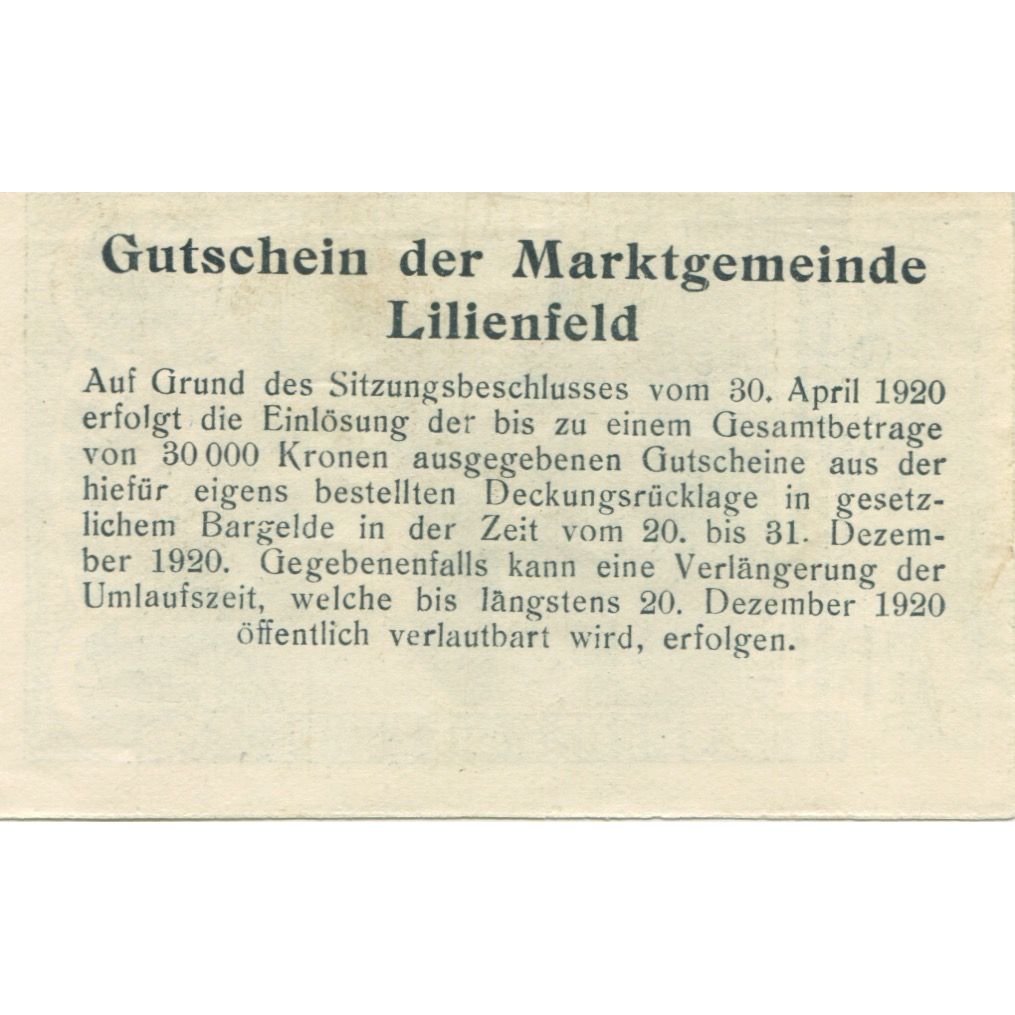 Gutschein der Marktgemeinde
Lilienfeld
Auf Grund des Sitzungsbeschlusses vom 30. April 1920
erfolgt die Einlösung der bis zu einem Gesamtbetrage
von 30 000 Kronen ausgegebenen Gutscheine aus der
hiefür eigens bestellten Deckungsrücklage in gesetz-
lichem Bargelde in der Zeit vom 20. bis 31. Dezem-
ber 1920. Gegebenenfalls kann eine Verlängerung der
Umlaufszeit, welche bis längstens 20. Dezember 1920
öffentlich verlautbart wird, erfolgen.